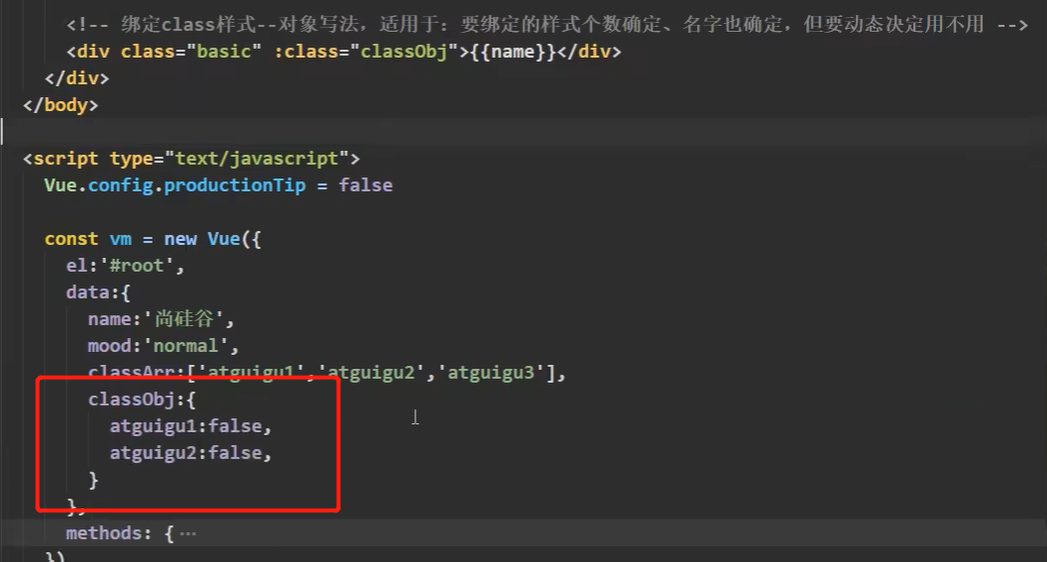 <!-- 绑定class样式--对象写法，适用于：要绑定的样式个数确定、名字也确定，但要动态决定用不用 -->
<div class="basic" :class="classObj">{{name}}</div>
</div>
</body>
<script type="text/javascript">
Vue.config.productionTip = false
const vm = new Vue({
el:'#root',
data:{
name:'尚硅谷',
mood:'normal',
classArr:['atguigu1','atguigu2','atguigu3'],
classObj:{
atguigu1:false,
atguigu2:false,
}
},
methods: {···
})